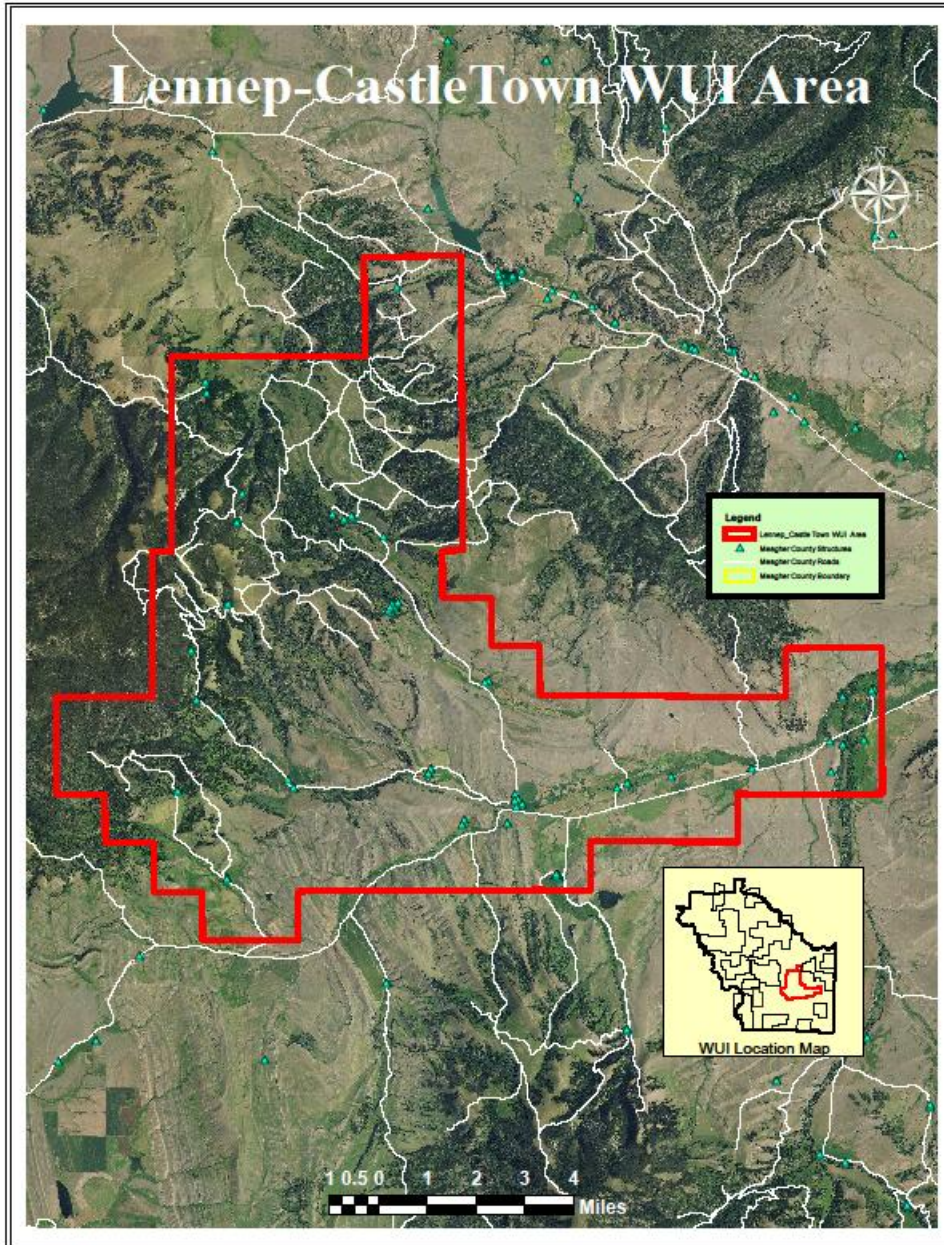 Lennep-CastleTown WUI Area
N
W E
S
Legend
Lennep_Castle Town WUI Area
Meagher County Structures
Meagher County Roads
Meagher County Boundary
WUI Location Map
1 0.5 0 1 2 3 4
Miles